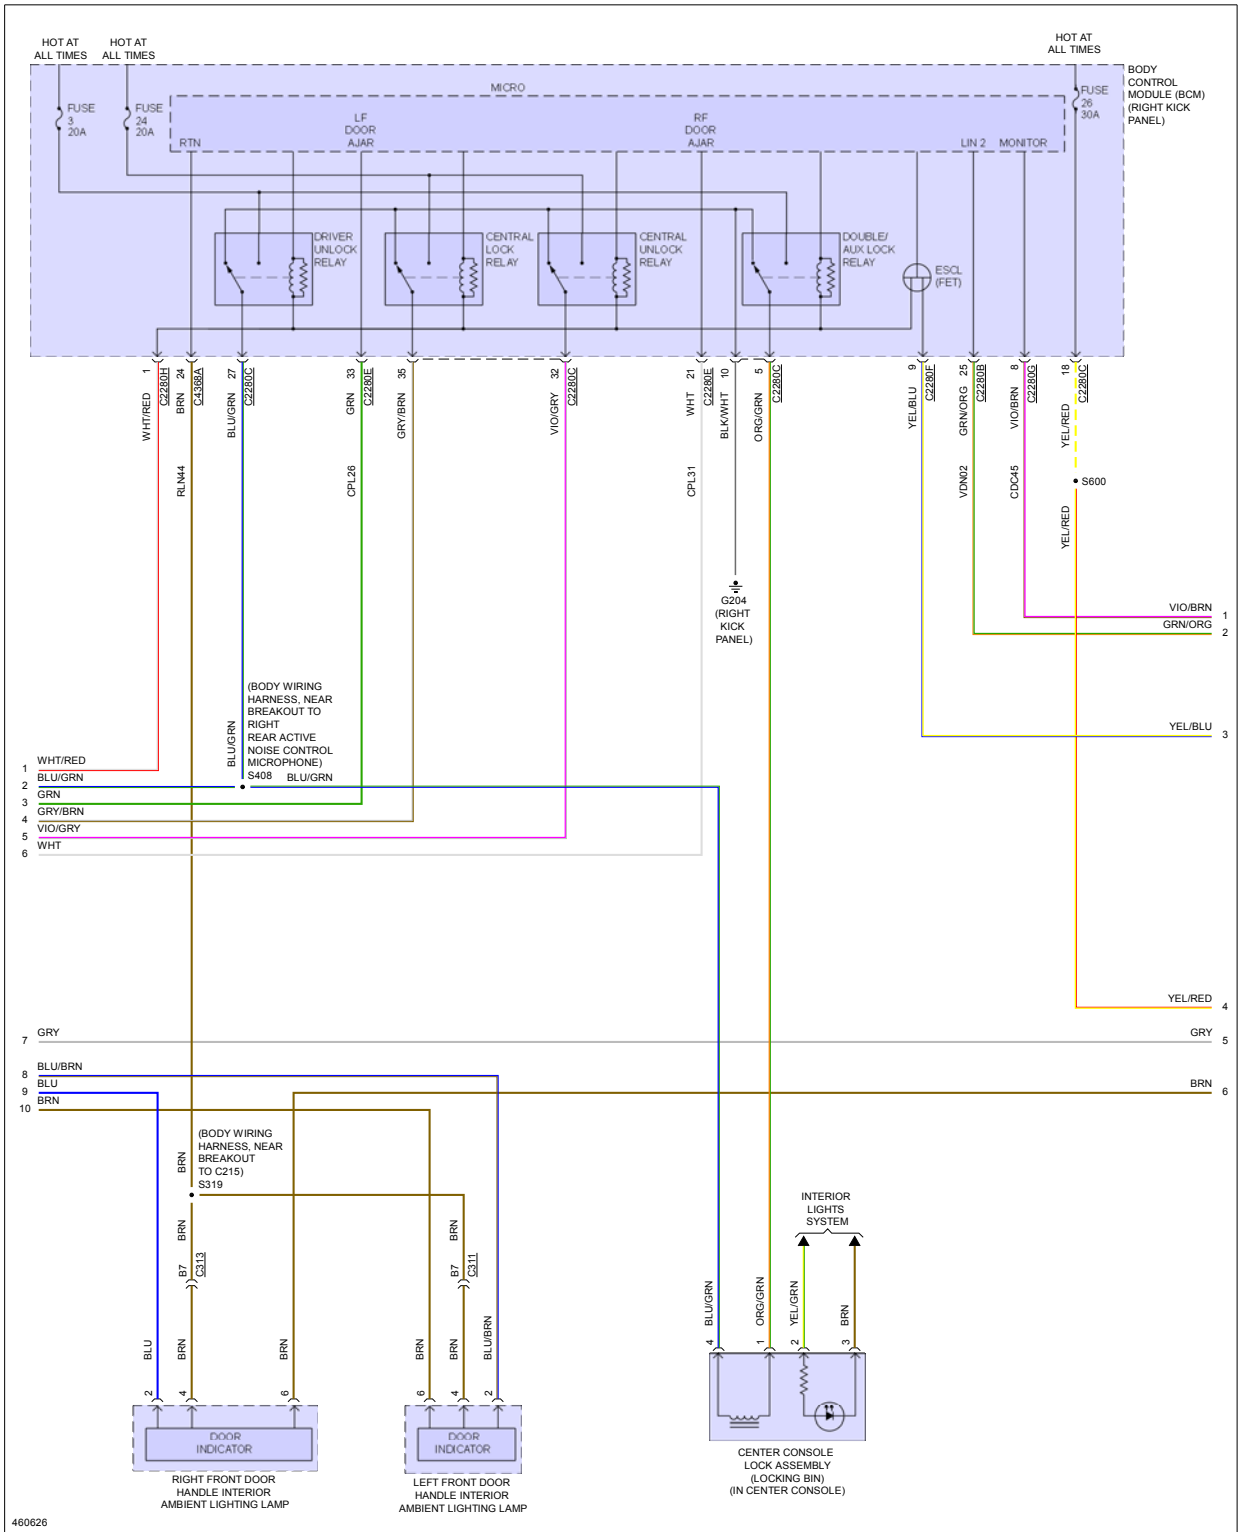 HOT AT
ALL TIMES
HOT AT
ALL TIMES
HOT AT
ALL TIMES
BODY
CONTROL
MODULE (BCM)
(RIGHT KICK
PANEL)
MICRO
FUSE
3
20A
FUSE
24
20A
FUSE
26
30A
RTN
LF
DOOR
AJAR
RF
DOOR
AJAR
LIN 2
MONITOR
DRIVER
UNLOCK
RELAY
CENTRAL
LOCK
RELAY
CENTRAL
UNLOCK
RELAY
DOUBLE/
AUX LOCK
RELAY
ESCL
(FET)
1
C2280H
24
C4368A
27
C2280C
33
C2280E
35
32
C2280C
21
C2280E
10
5
C2280C
9
C2280F
25
C2280B
8
C2280G
18
C2280C
WHT/RED
BRN
BLU/GRN
GRN
GRY/BRN
VIO/GRY
WHT
BLK/WHT
ORG/GRN
YEL/BLU
GRN/ORG
VIO/BRN
YEL/RED
RLN44
CPL26
CPL31
VDN02
CDC45
S600
YEL/RED
G204
(RIGHT
KICK
PANEL)
VIO/BRN 1
GRN/ORG 2
(BODY WIRING
HARNESS, NEAR
BREAKOUT TO
RIGHT
REAR ACTIVE
NOISE CONTROL
MICROPHONE)
S408
BLU/GRN
BLU/GRN
YEL/BLU 3
1 WHT/RED
2 BLU/GRN
3 GRN
4 GRY/BRN
5 VIO/GRY
6 WHT
YEL/RED 4
7 GRY
GRY 5
8 BLU/BRN
9 BLU
BRN 6
10 BRN
(BODY WIRING
HARNESS, NEAR
BREAKOUT
TO C215)
S319
BRN
BRN
BRN
B7
C313
B7
C311
INTERIOR
LIGHTS
SYSTEM
BLU
BRN
BRN
BRN
BRN
BLU/BRN
BLU/GRN
ORG/GRN
YEL/GRN
BRN
2
4
6
6
4
2
4
1
2
3
DOOR
INDICATOR
DOOR
INDICATOR
RIGHT FRONT DOOR
HANDLE INTERIOR
AMBIENT LIGHTING LAMP
LEFT FRONT DOOR
HANDLE INTERIOR
AMBIENT LIGHTING LAMP
CENTER CONSOLE
LOCK ASSEMBLY
(LOCKING BIN)
(IN CENTER CONSOLE)
460626